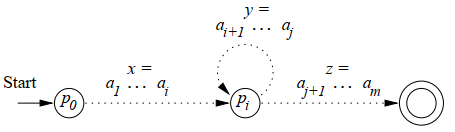 y =
a_{i+1} ... a_j
x =
a_1 ... a_i
z =
a_{j+1} ... a_m
Start
p_0
p_i